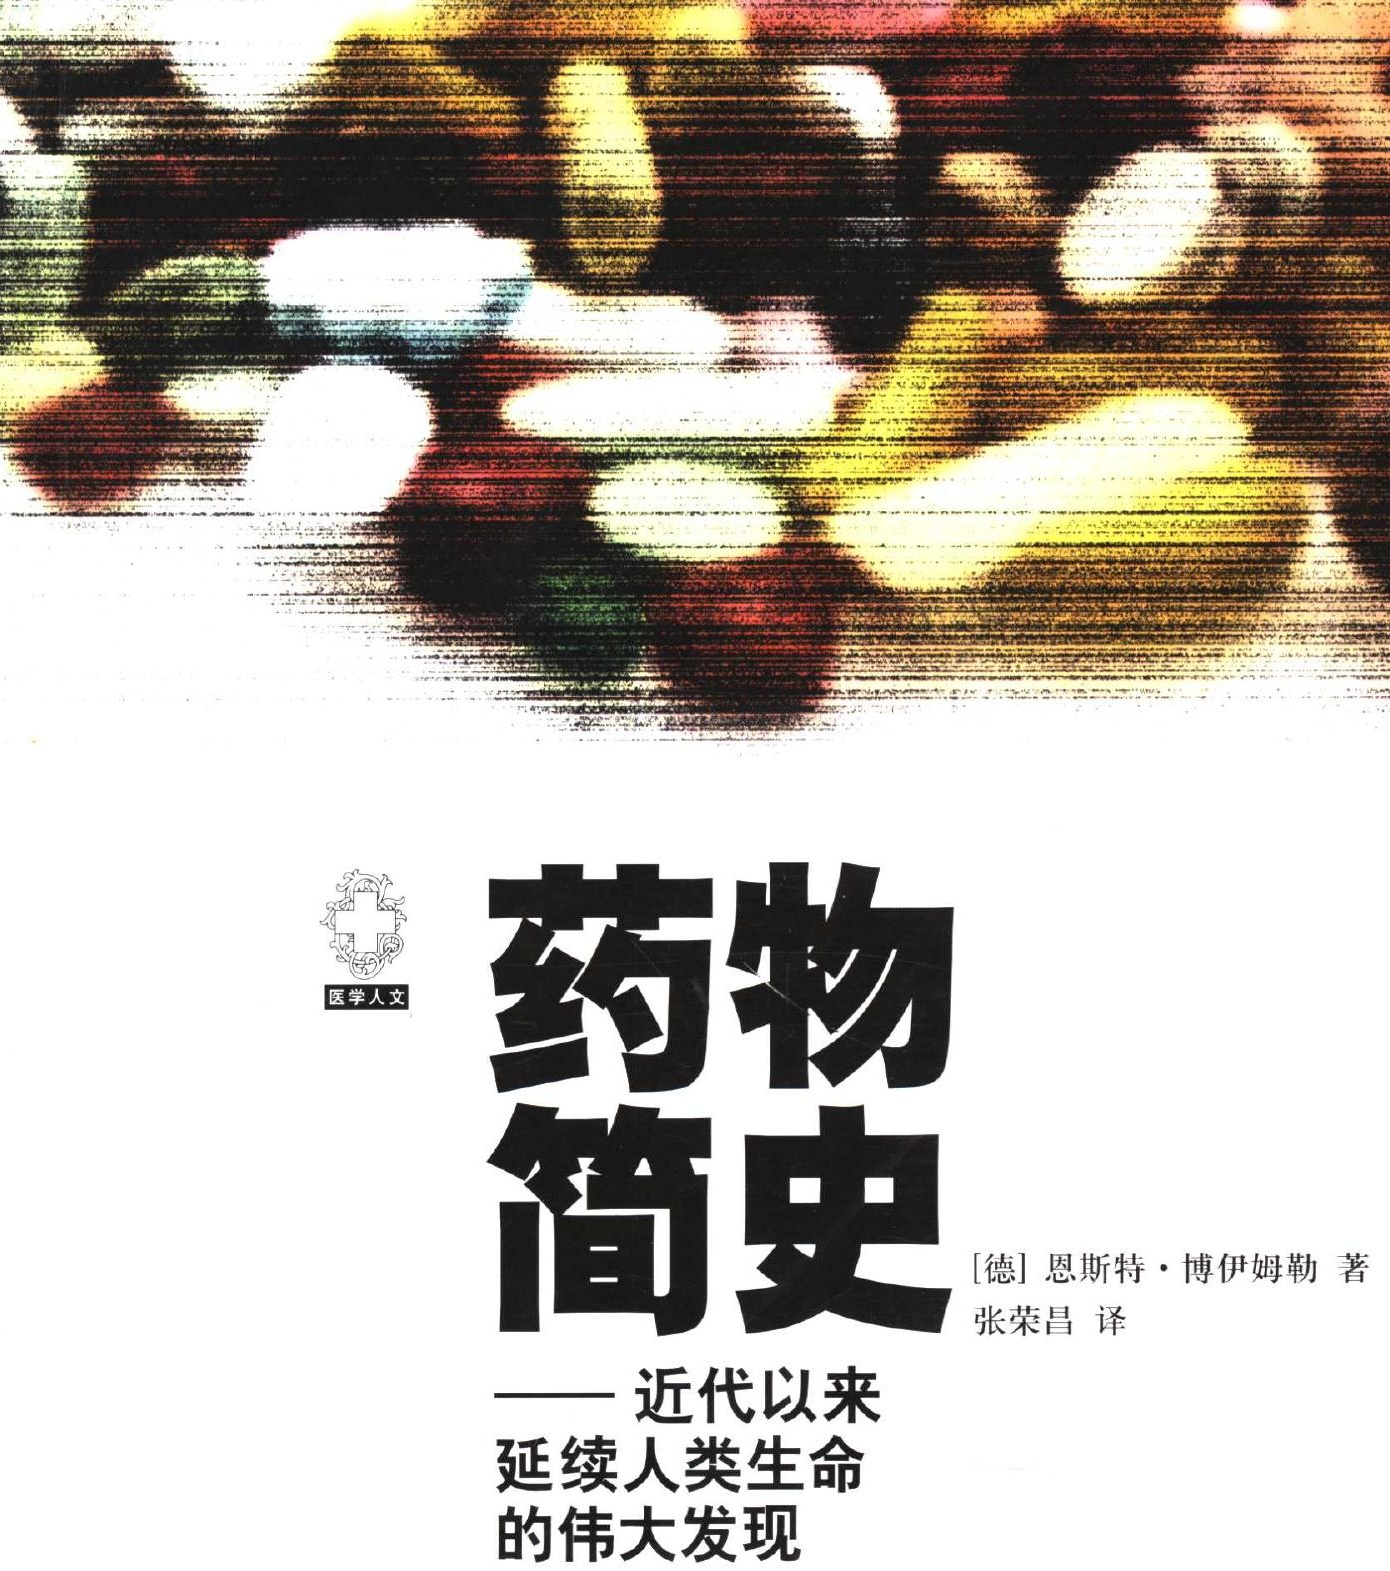 医学人文
药物
简史
[德] 恩斯特·博伊姆勒 著
张荣昌 译
——近代以来
延续人类生命
的伟大发现